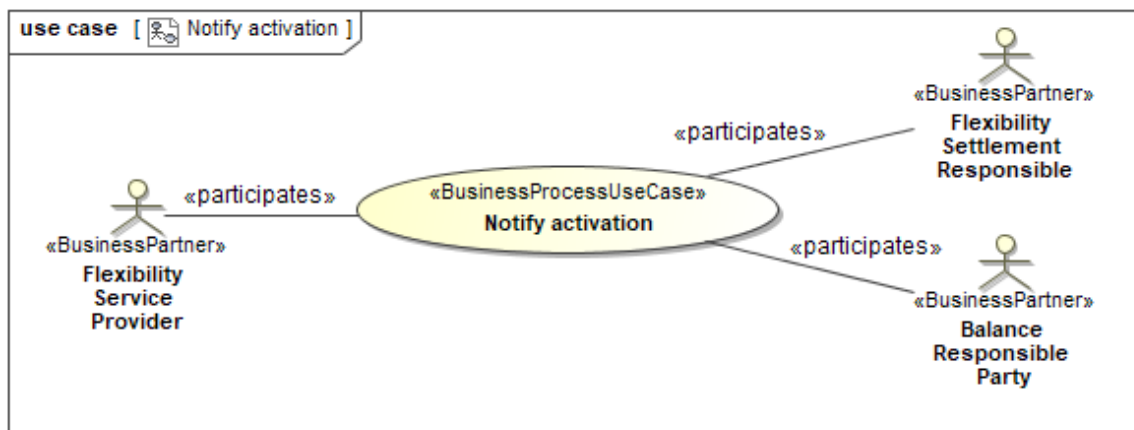 use case [ Notify activation ]
«BusinessPartner»
Flexibility
Settlement
Responsible
«participates»
«participates»
«BusinessProcessUseCase»
Notify activation
«BusinessPartner»
Flexibility
Service
Provider
«participates»
«BusinessPartner»
Balance
Responsible
Party